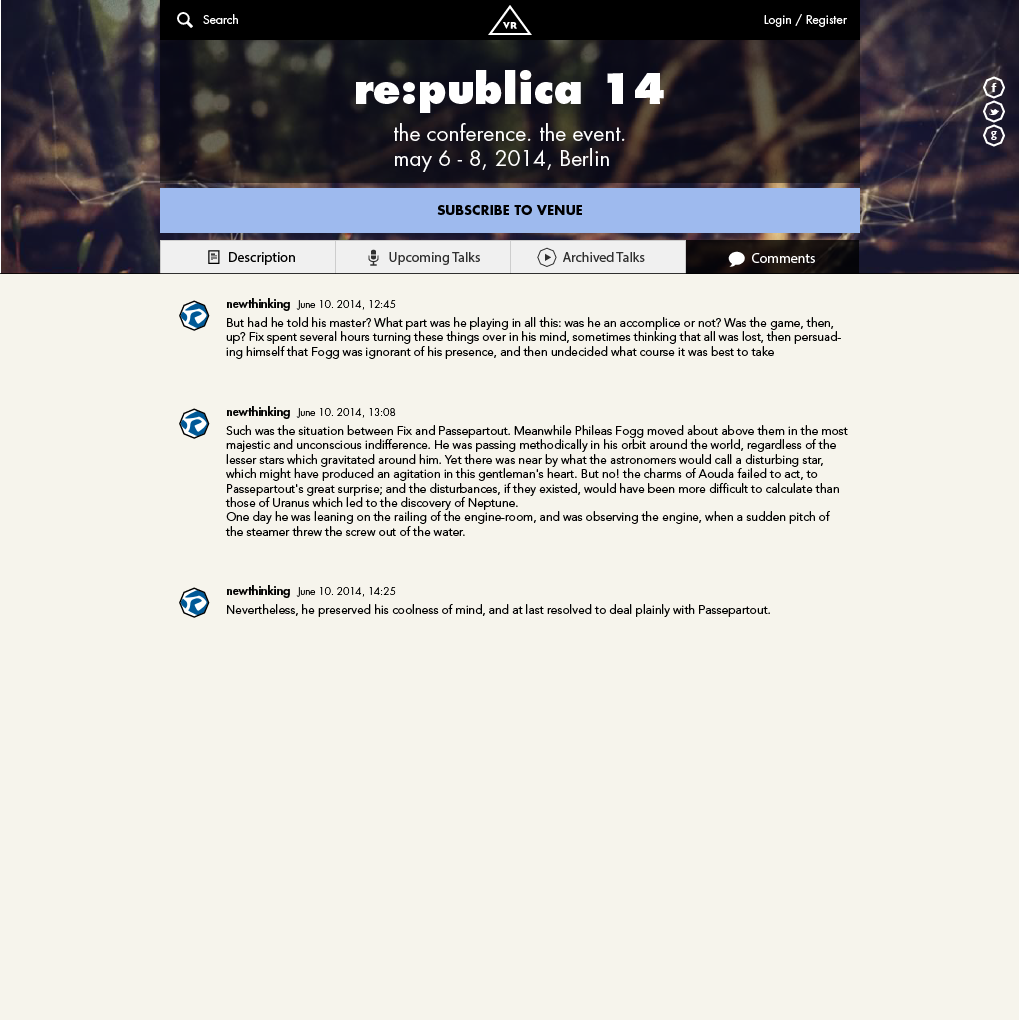 Search
VR
Login / Register
re:publica 14
the conference. the event.
may 6 - 8, 2014, Berlin
f
g
SUBSCRIBE TO VENUE
Description
Upcoming Talks
Archived Talks
Comments
newthinking June 10. 2014, 12:45
But had he told his master? What part was he playing in all this: was he an accomplice or not? Was the game, then,
up? Fix spent several hours turning these things over in his mind, sometimes thinking that all was lost, then persuad-
ing himself that Fogg was ignorant of his presence, and then undecided what course it was best to take
newthinking June 10. 2014, 13:08
Such was the situation between Fix and Passepartout. Meanwhile Phileas Fogg moved about above them in the most
majestic and unconscious indifference. He was passing methodically in his orbit around the world, regardless of the
lesser stars which gravitated around him. Yet there was near by what the astronomers would call a disturbing star,
which might have produced an agitation in this gentleman's heart. But no! the charms of Aouda failed to act, to
Passepartout's great surprise; and the disturbances, if they existed, would have been more difficult to calculate than
those of Uranus which led to the discovery of Neptune.
One day he was leaning on the railing of the engine-room, and was observing the engine, when a sudden pitch of
the steamer threw the screw out of the water.
newthinking June 10. 2014, 14:25
Nevertheless, he preserved his coolness of mind, and at last resolved to deal plainly with Passepartout.